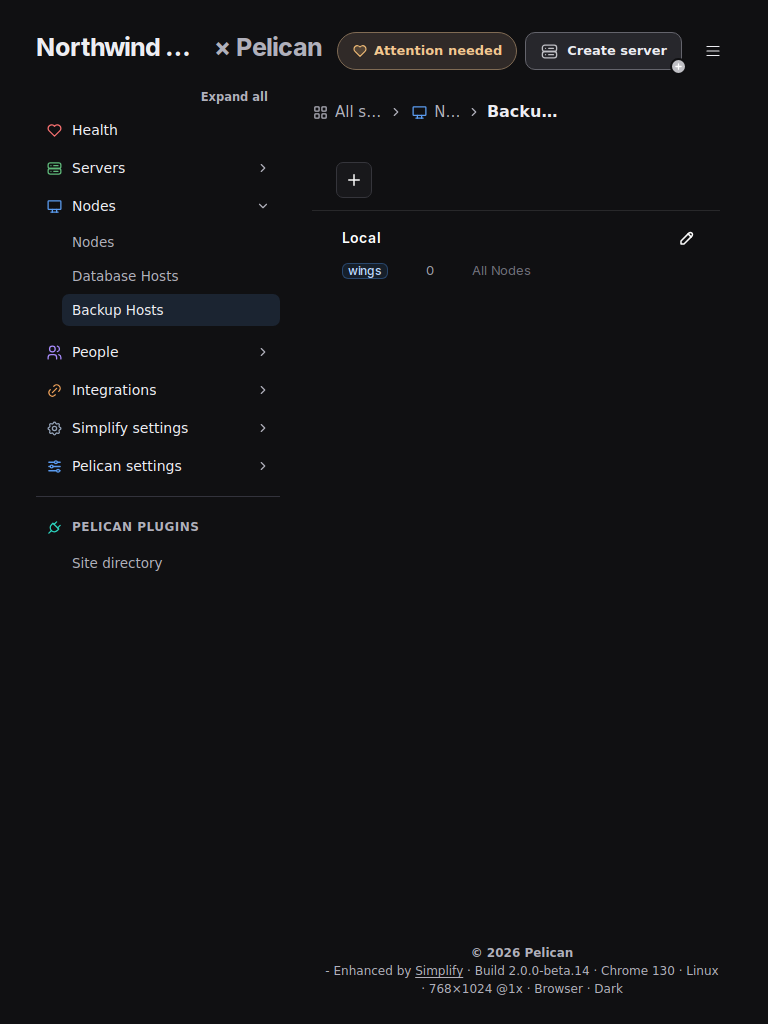 Northwind ... × Pelican
Attention needed
Create server
Expand all
Health
Servers
Nodes
Nodes
Database Hosts
Backup Hosts
People
Integrations
Simplify settings
Pelican settings
PELICAN PLUGINS
Site directory
All s... › N... › Backu...
Local
wings 0 All Nodes
© 2026 Pelican
- Enhanced by Simplify · Build 2.0.0-beta.14 · Chrome 130 · Linux
· 768×1024 @1x · Browser · Dark